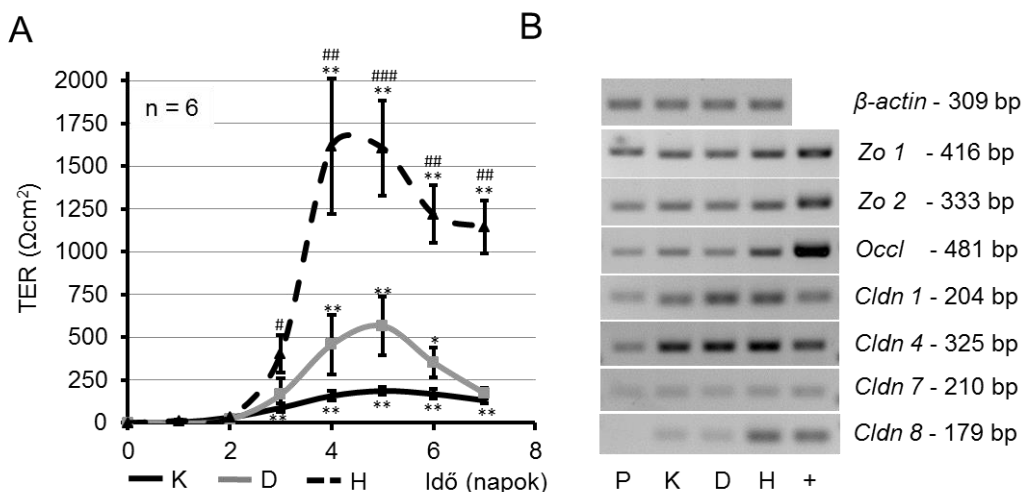 A
TER (Ωcm²)
2000
1750
1500
1250
1000
750
500
250
0
n = 6
#
##
**
###
**
##
**
##
**
**
**
*
**
**
**
**
**
0 2 4 6 8
K D H Idő (napok)
B
β-actin - 309 bp
Zo 1 - 416 bp
Zo 2 - 333 bp
Occl - 481 bp
Cldn 1 - 204 bp
Cldn 4 - 325 bp
Cldn 7 - 210 bp
Cldn 8 - 179 bp
P K D H +